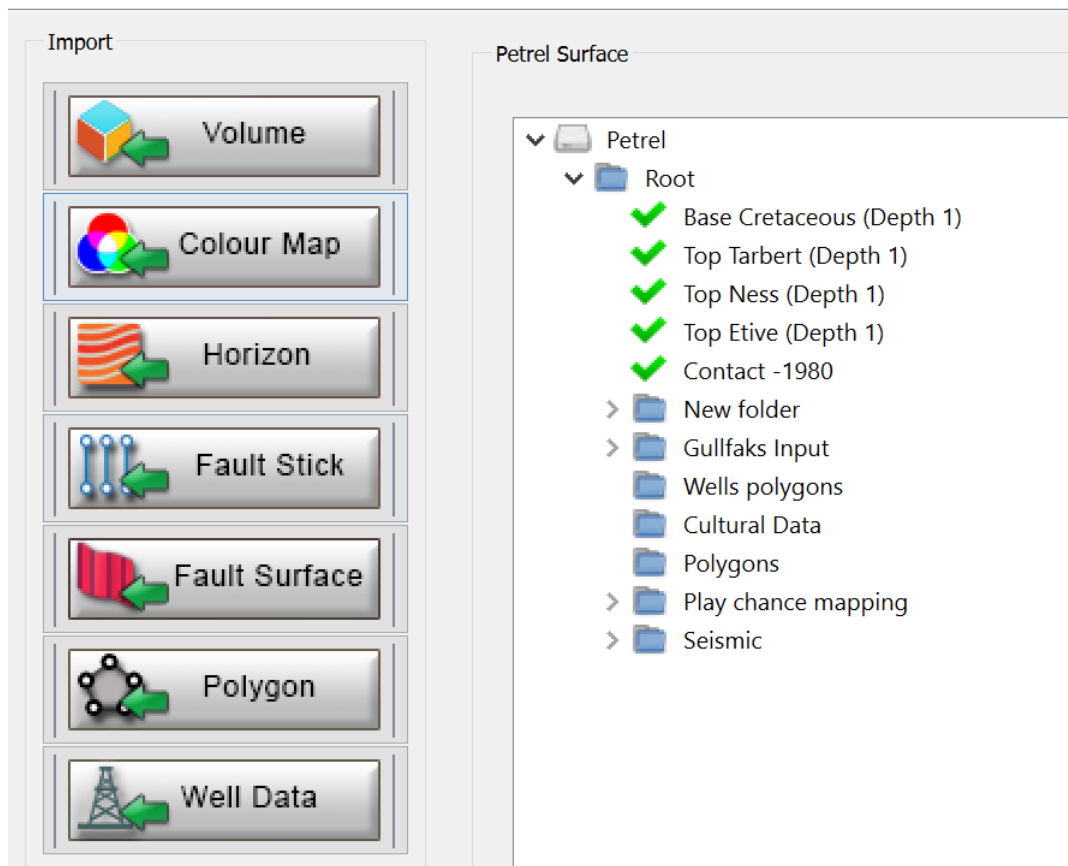 Import
Volume
Colour Map
Horizon
Fault Stick
Fault Surface
Polygon
Well Data
Petrel Surface
Petrel
Root
Base Cretaceous (Depth 1)
Top Tarbert (Depth 1)
Top Ness (Depth 1)
Top Etive (Depth 1)
Contact -1980
New folder
Gullfaks Input
Wells polygons
Cultural Data
Polygons
Play chance mapping
Seismic